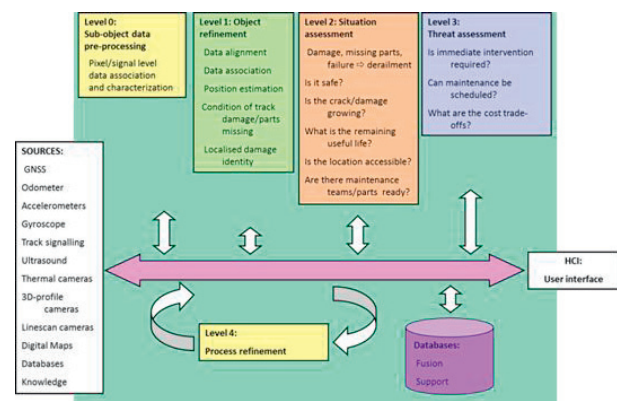 Level 0:
Sub-object data
pre-processing
Pixel/signal level
data association
and characterization
Level 1: Object
refinement
Data alignment
Data association
Position estimation
Condition of track
damage/parts
missing
Localised damage
identity
Level 2: Situation
assessment
Damage, missing parts,
failure ⇨ derailment
Is it safe?
Is the crack/damage
growing?
What is the remaining
useful life?
Is the location accessible?
Are there maintenance
teams/parts ready?
Level 3:
Threat assessment
Is immediate intervention
required?
Can maintenance be
scheduled?
What are the cost trade-
offs?
SOURCES:
GNSS
Odometer
Accelerometers
Gyroscope
Track signalling
Ultrasound
Thermal cameras
3D-profile
cameras
Linescan cameras
Digital Maps
Databases
Knowledge
HCI:
User interface
Level 4:
Process refinement
Databases:
Fusion
Support